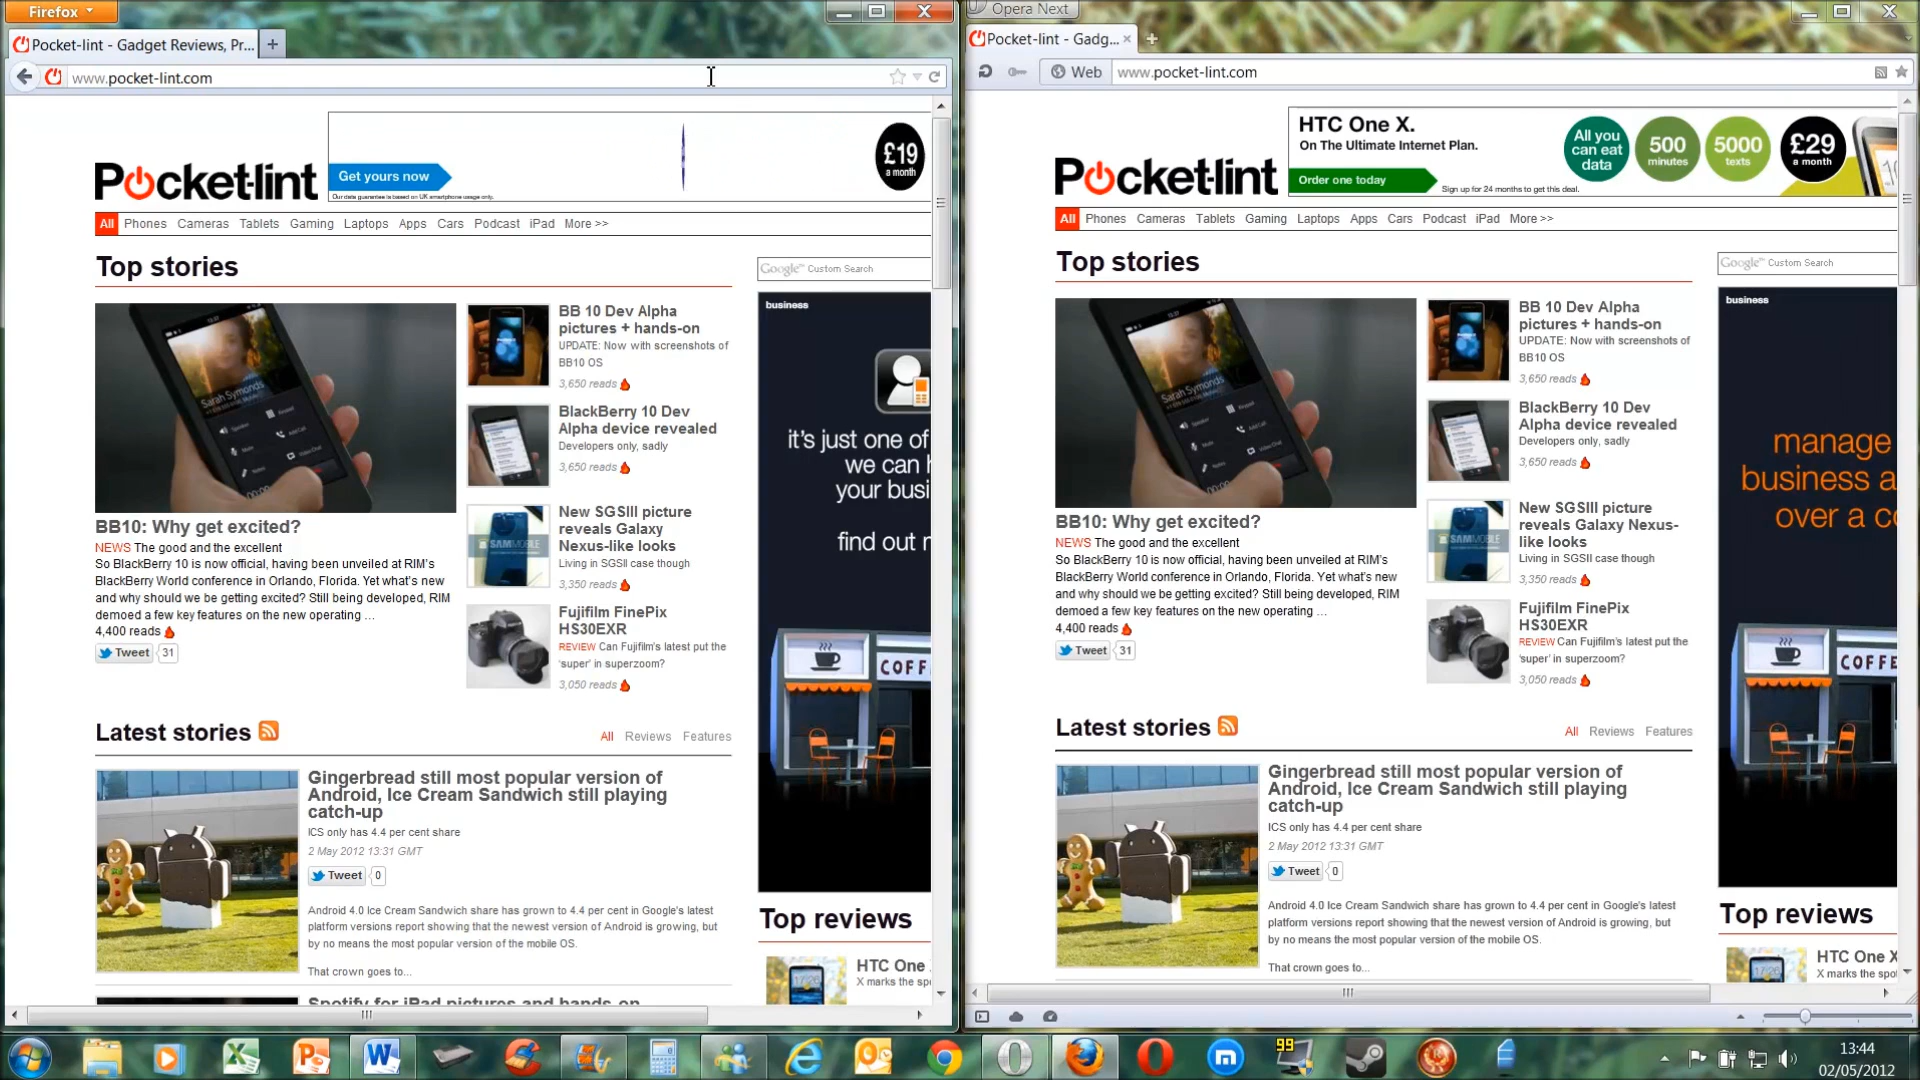 Firefox
Pocket-lint - Gadget Reviews, Pr...
www.pocket-lint.com
Get yours now
Our data guarantee is based on UK smartphone usage only.
£19
a month
Pocket-lint
All Phones Cameras Tablets Gaming Laptops Apps Cars Podcast iPad More >>
Top stories
Google™ Custom Search
BB10: Why get excited?
NEWS The good and the excellent
So BlackBerry 10 is now official, having been unveiled at RIM's
BlackBerry World conference in Orlando, Florida. Yet what's new
and why should we be getting excited? Still being developed, RIM
demoed a few key features on the new operating ...
4,400 reads
Tweet 31
BB 10 Dev Alpha
pictures + hands-on
UPDATE: Now with screenshots of
BB10 OS
3,650 reads
BlackBerry 10 Dev
Alpha device revealed
Developers only, sadly
3,650 reads
New SGSIII picture
reveals Galaxy
Nexus-like looks
Living in SGSII case though
3,350 reads
Fujifilm FinePix
HS30EXR
REVIEW Can Fujifilm's latest put the
'super' in superzoom?
3,050 reads
business
it's just one of
we can h
your busi
find out m
COFF
Latest stories
All Reviews Features
Gingerbread still most popular version of
Android, Ice Cream Sandwich still playing
catch-up
ICS only has 4.4 per cent share
2 May 2012 13:31 GMT
Tweet 0
Android 4.0 Ice Cream Sandwich share has grown to 4.4 per cent in Google's latest
platform versions report showing that the newest version of Android is growing, but
by no means the most popular version of the mobile OS.
That crown goes to...
Spotify for iPad pictures and hands-on
Top reviews
HTC One
X marks the spo
Opera Next
Pocket-lint - Gadg...
Web www.pocket-lint.com
HTC One X.
On The Ultimate Internet Plan.
Order one today
Sign up for 24 months to get this deal.
All you
can eat
data
500
minutes
5000
texts
£29
a month
Pocket-lint
All Phones Cameras Tablets Gaming Laptops Apps Cars Podcast iPad More >>
Top stories
Google™ Custom Search
Sarah Symonds
BB10: Why get excited?
NEWS The good and the excellent
So BlackBerry 10 is now official, having been unveiled at RIM's
BlackBerry World conference in Orlando, Florida. Yet what's new
and why should we be getting excited? Still being developed, RIM
demoed a few key features on the new operating ...
4,400 reads
Tweet 31
BB 10 Dev Alpha
pictures + hands-on
UPDATE: Now with screenshots of
BB10 OS
3,650 reads
BlackBerry 10 Dev
Alpha device revealed
Developers only, sadly
3,650 reads
New SGSIII picture
reveals Galaxy Nexus-
like looks
Living in SGSII case though
3,350 reads
Fujifilm FinePix
HS30EXR
REVIEW Can Fujifilm's latest put the
'super' in superzoom?
3,050 reads
business
manage
business a
over a co
COFFE
Latest stories
All Reviews Features
Gingerbread still most popular version of
Android, Ice Cream Sandwich still playing
catch-up
ICS only has 4.4 per cent share
2 May 2012 13:31 GMT
Tweet 0
Android 4.0 Ice Cream Sandwich share has grown to 4.4 per cent in Google's latest
platform versions report showing that the newest version of Android is growing, but
by no means the most popular version of the mobile OS.
That crown goes to...
Top reviews
HTC One X
X marks the spo
99
13:44
02/05/2012